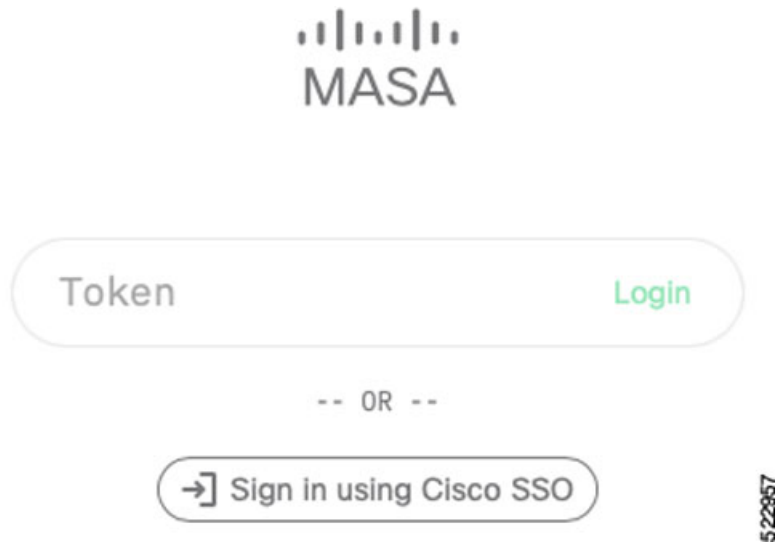 MASA
Token Login
-- OR --
Sign in using Cisco SSO
522957